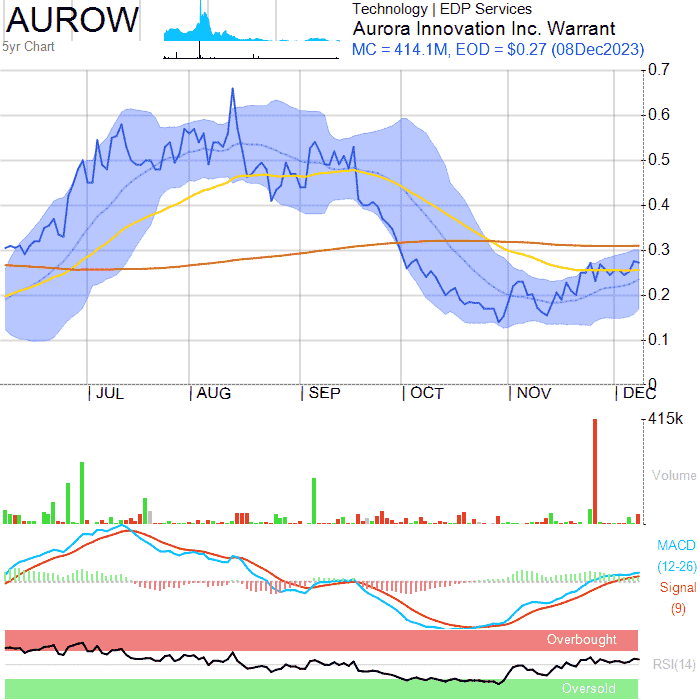 AUROW
5yr Chart
Technology | EDP Services
Aurora Innovation Inc. Warrant
MC = 414.1M, EOD = $0.27 (08Dec2023)
0.7
0.6
0.5
0.4
0.3
0.2
0.1
0
JUL AUG SEP OCT NOV DEC
415k
Volume
MACD
(12-26)
Signal
(9)
Overbought
RSI(14)
Oversold